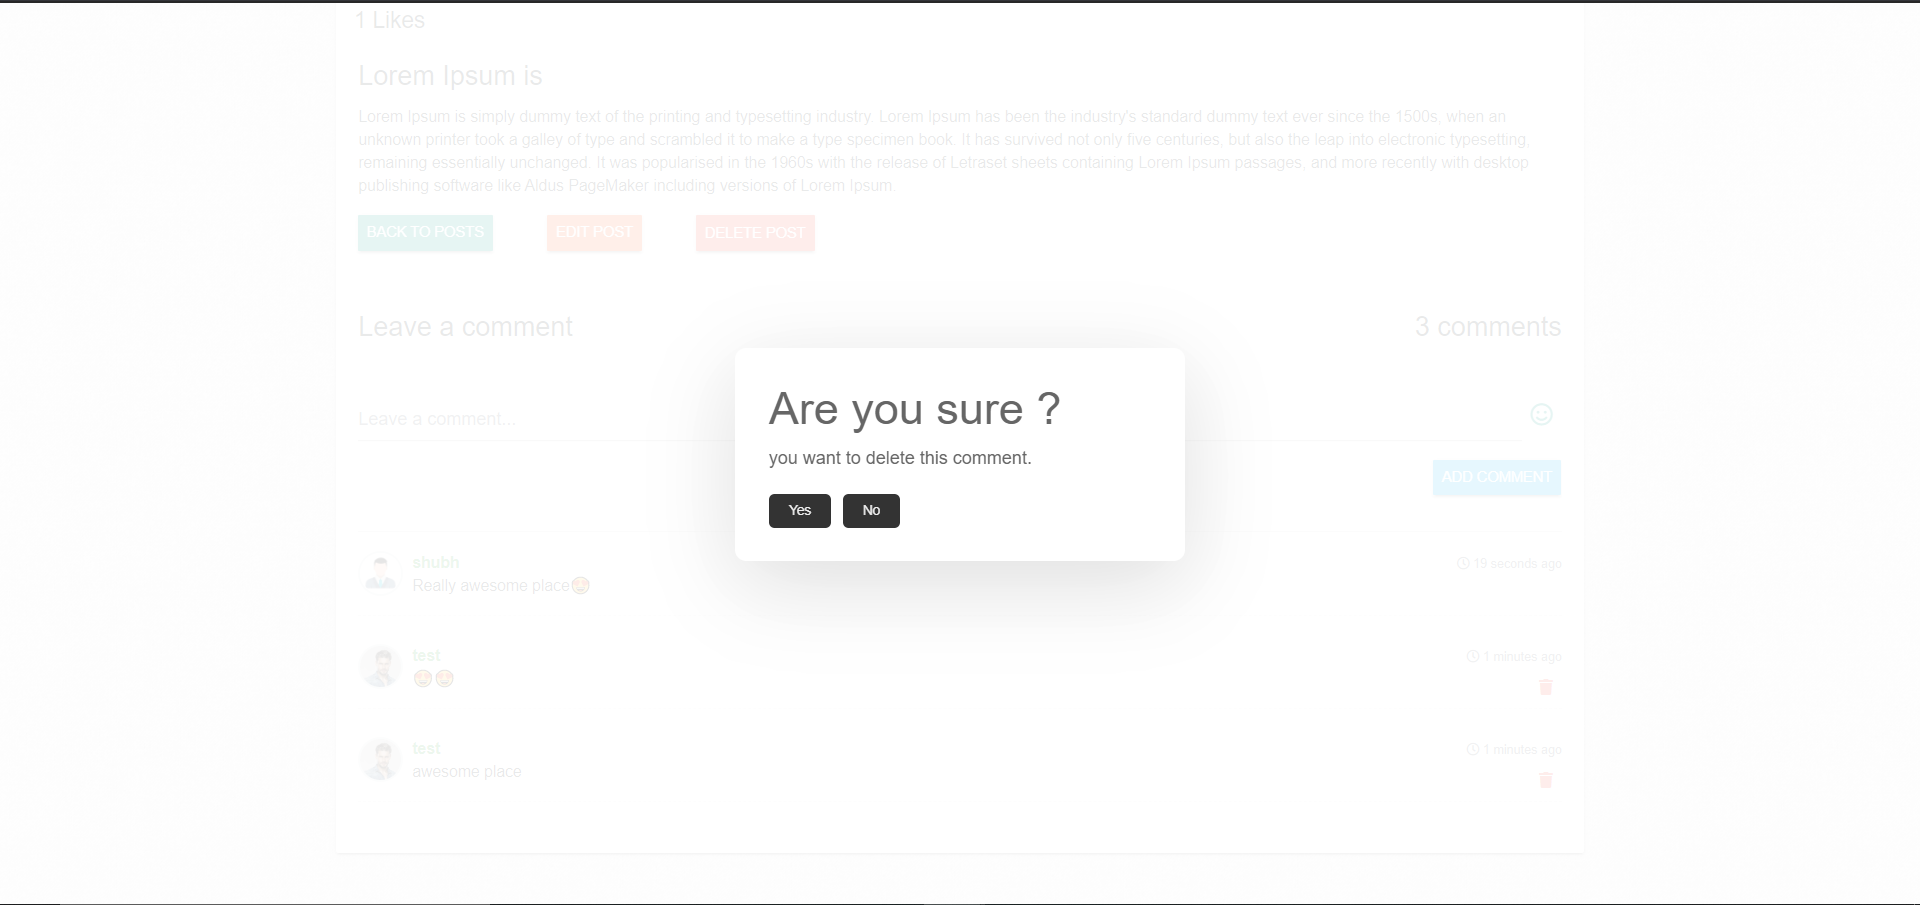 1 Likes
Lorem Ipsum is
Lorem Ipsum is simply dummy text of the printing and typesetting industry. Lorem Ipsum has been the industry's standard dummy text ever since the 1500s, when an
unknown printer took a galley of type and scrambled it to make a type specimen book. It has survived not only five centuries, but also the leap into electronic typesetting,
remaining essentially unchanged. It was popularised in the 1960s with the release of Letraset sheets containing Lorem Ipsum passages, and more recently with desktop
publishing software like Aldus PageMaker including versions of Lorem Ipsum.
BACK TO POSTS EDIT POST DELETE POST
Leave a comment 3 comments
Leave a comment...
ADD COMMENT
Are you sure ?
you want to delete this comment.
Yes No
shubh 19 seconds ago
Really awesome place🤩
test 1 minutes ago
🤩🤩
test 1 minutes ago
awesome place